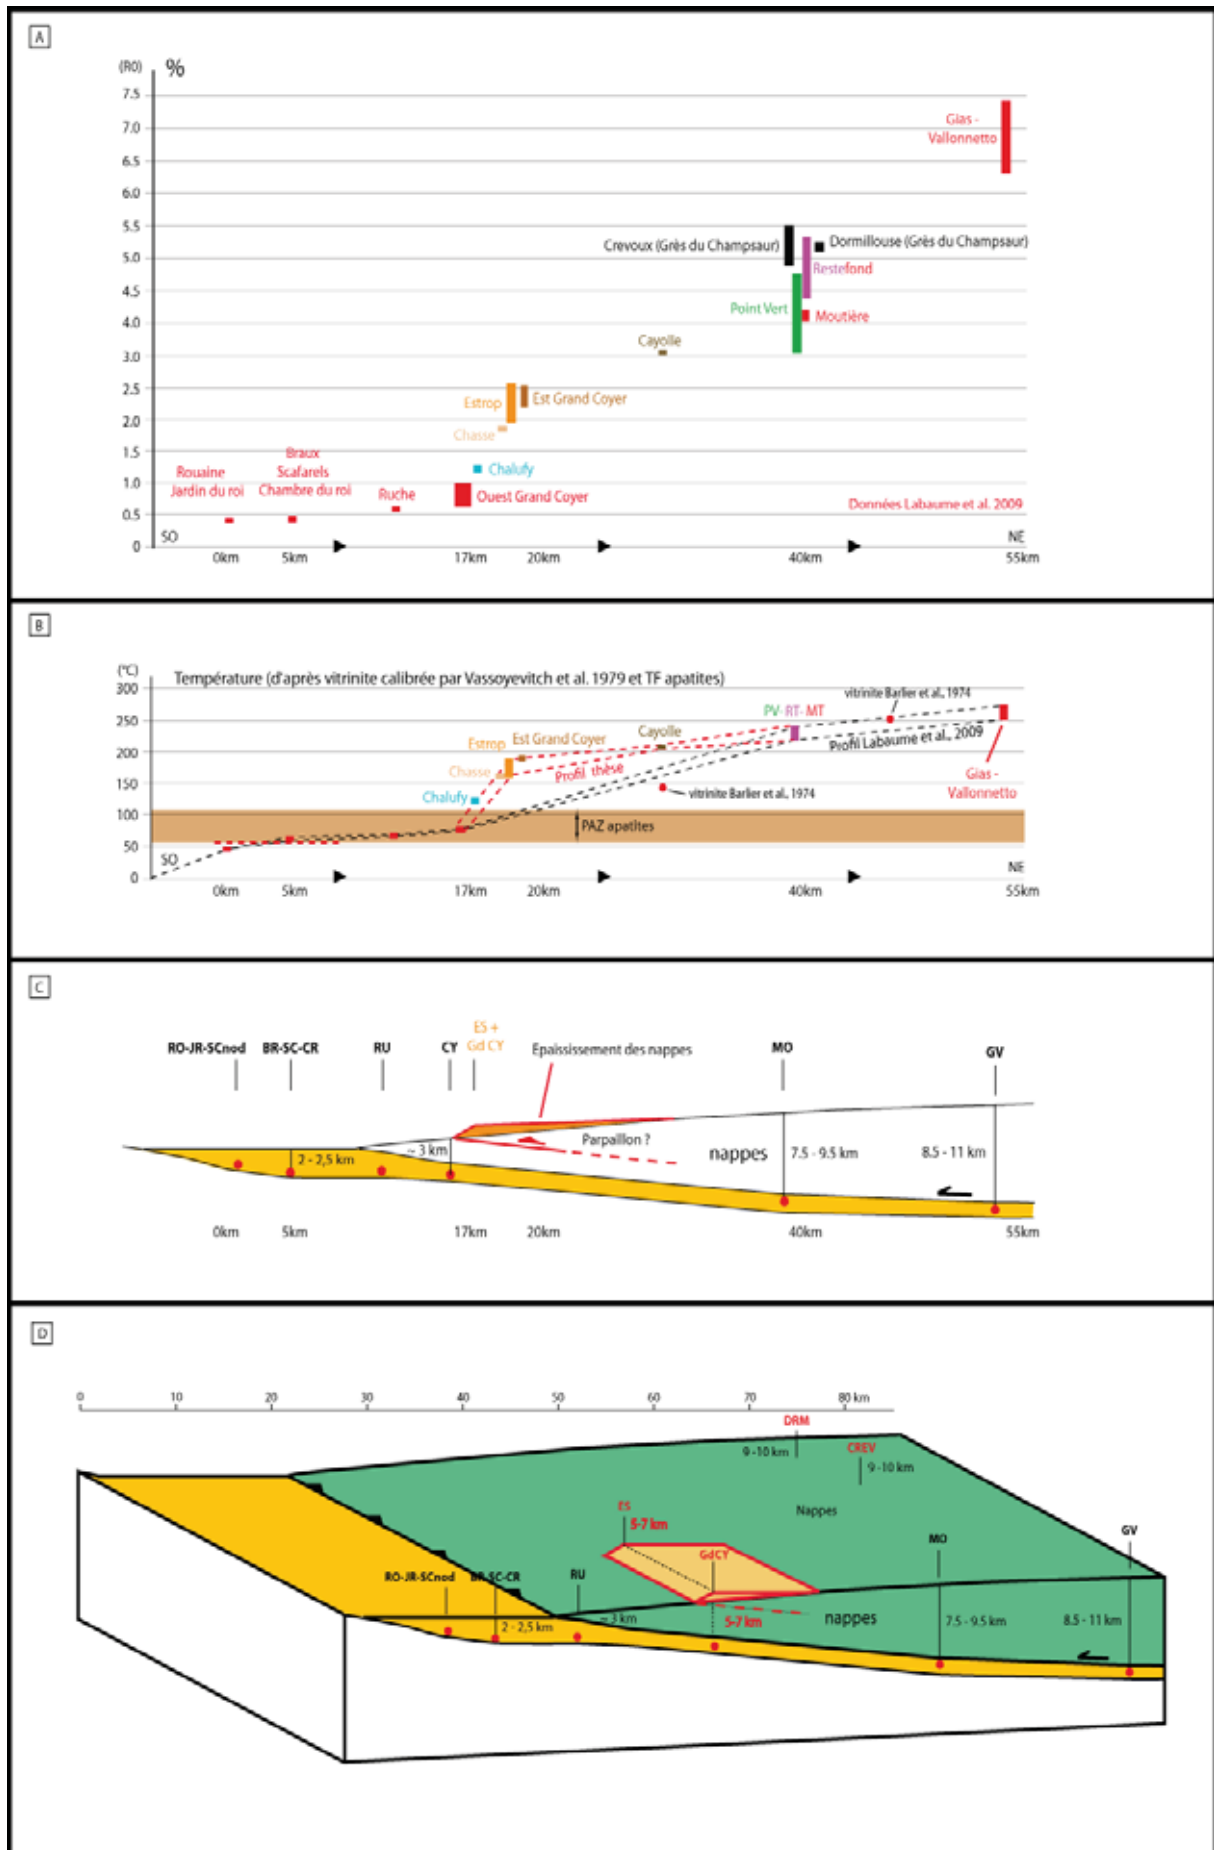 A
(R0) %
7.5
7.0
6.5
6.0
5.5
5.0
4.5
4.0
3.0
2.5
2.0
1.5
1.0
0.5
0
Gias -
Vallonnetto
Crevoux (Grès du Champsaur)
Dormillouse (Grès du Champsaur)
Restefond
Point Vert
Moutière
Cayolle
Estrop
Est Grand Coyer
Chasse
Chalufy
Ouest Grand Coyer
Rouaine
Jardin du roi
Braux
Scafarels
Chambre du roi
Ruche
Données Labaume et al. 2009
SO
NE
0km 5km 17km 20km 40km 55km
B
(°C)
Température (d'après vitrinite calibrée par Vassoyevitch et al. 1979 et TF apatites)
300
250
200
150
100
50
0
vitrinite Barlier et al., 1974
PV- RT- MT
Cayolle
Estrop
Est Grand Coyer
Profil Labaume et al., 2009
Chasse
Profil thèse
Gias -
Vallonnetto
Chalufy
vitrinite Barlier et al., 1974
PAZ apatites
SO
NE
0km 5km 17km 20km 40km 55km
C
ES +
RO-JR-SCnod BR-SC-CR RU CY Gd CY
Epaississement des nappes
MO
GV
2 - 2,5 km
~ 3 km
Parpaillon ?
nappes
7.5 - 9.5 km
8.5 - 11 km
0km 5km 17km 20km 40km 55km
D
0 10 20 30 40 50 60 70 80 km
DRM
9 -10 km
CREV
9 -10 km
Nappes
ES
5-7 km
Gd CY
MO
GV
RO-JR-SCnod BR-SC-CR RU
2 - 2,5 km
~ 3 km
5-7 km
nappes
7.5 - 9.5 km
8.5 - 11 km